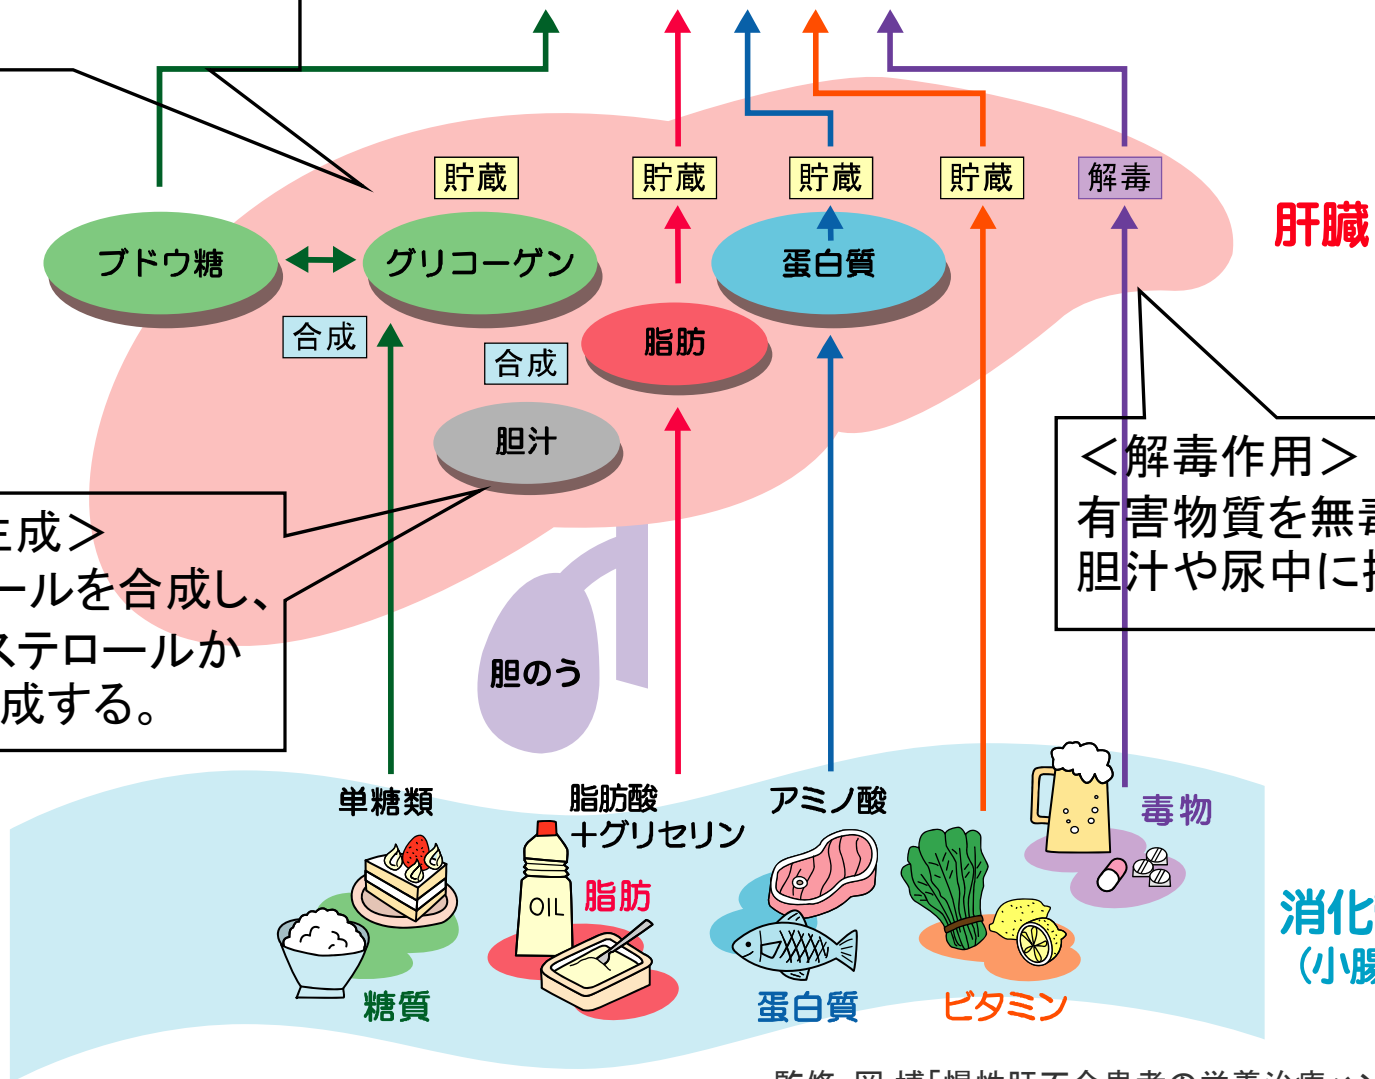 貯蔵
貯蔵
貯蔵
貯蔵
解毒
肝臓
ブドウ糖
グリコーゲン
蛋白質
合成
合成
脂肪
胆汁
＜解毒作用＞
有害物質を無毒
胆汁や尿中に排
生成＞
ールを合成し、
ステロールか
成する。
胆のう
単糖類
脂肪酸
＋グリセリン
アミノ酸
毒物
OIL
脂肪
消化
（小腸
糖質
蛋白質
ビタミン